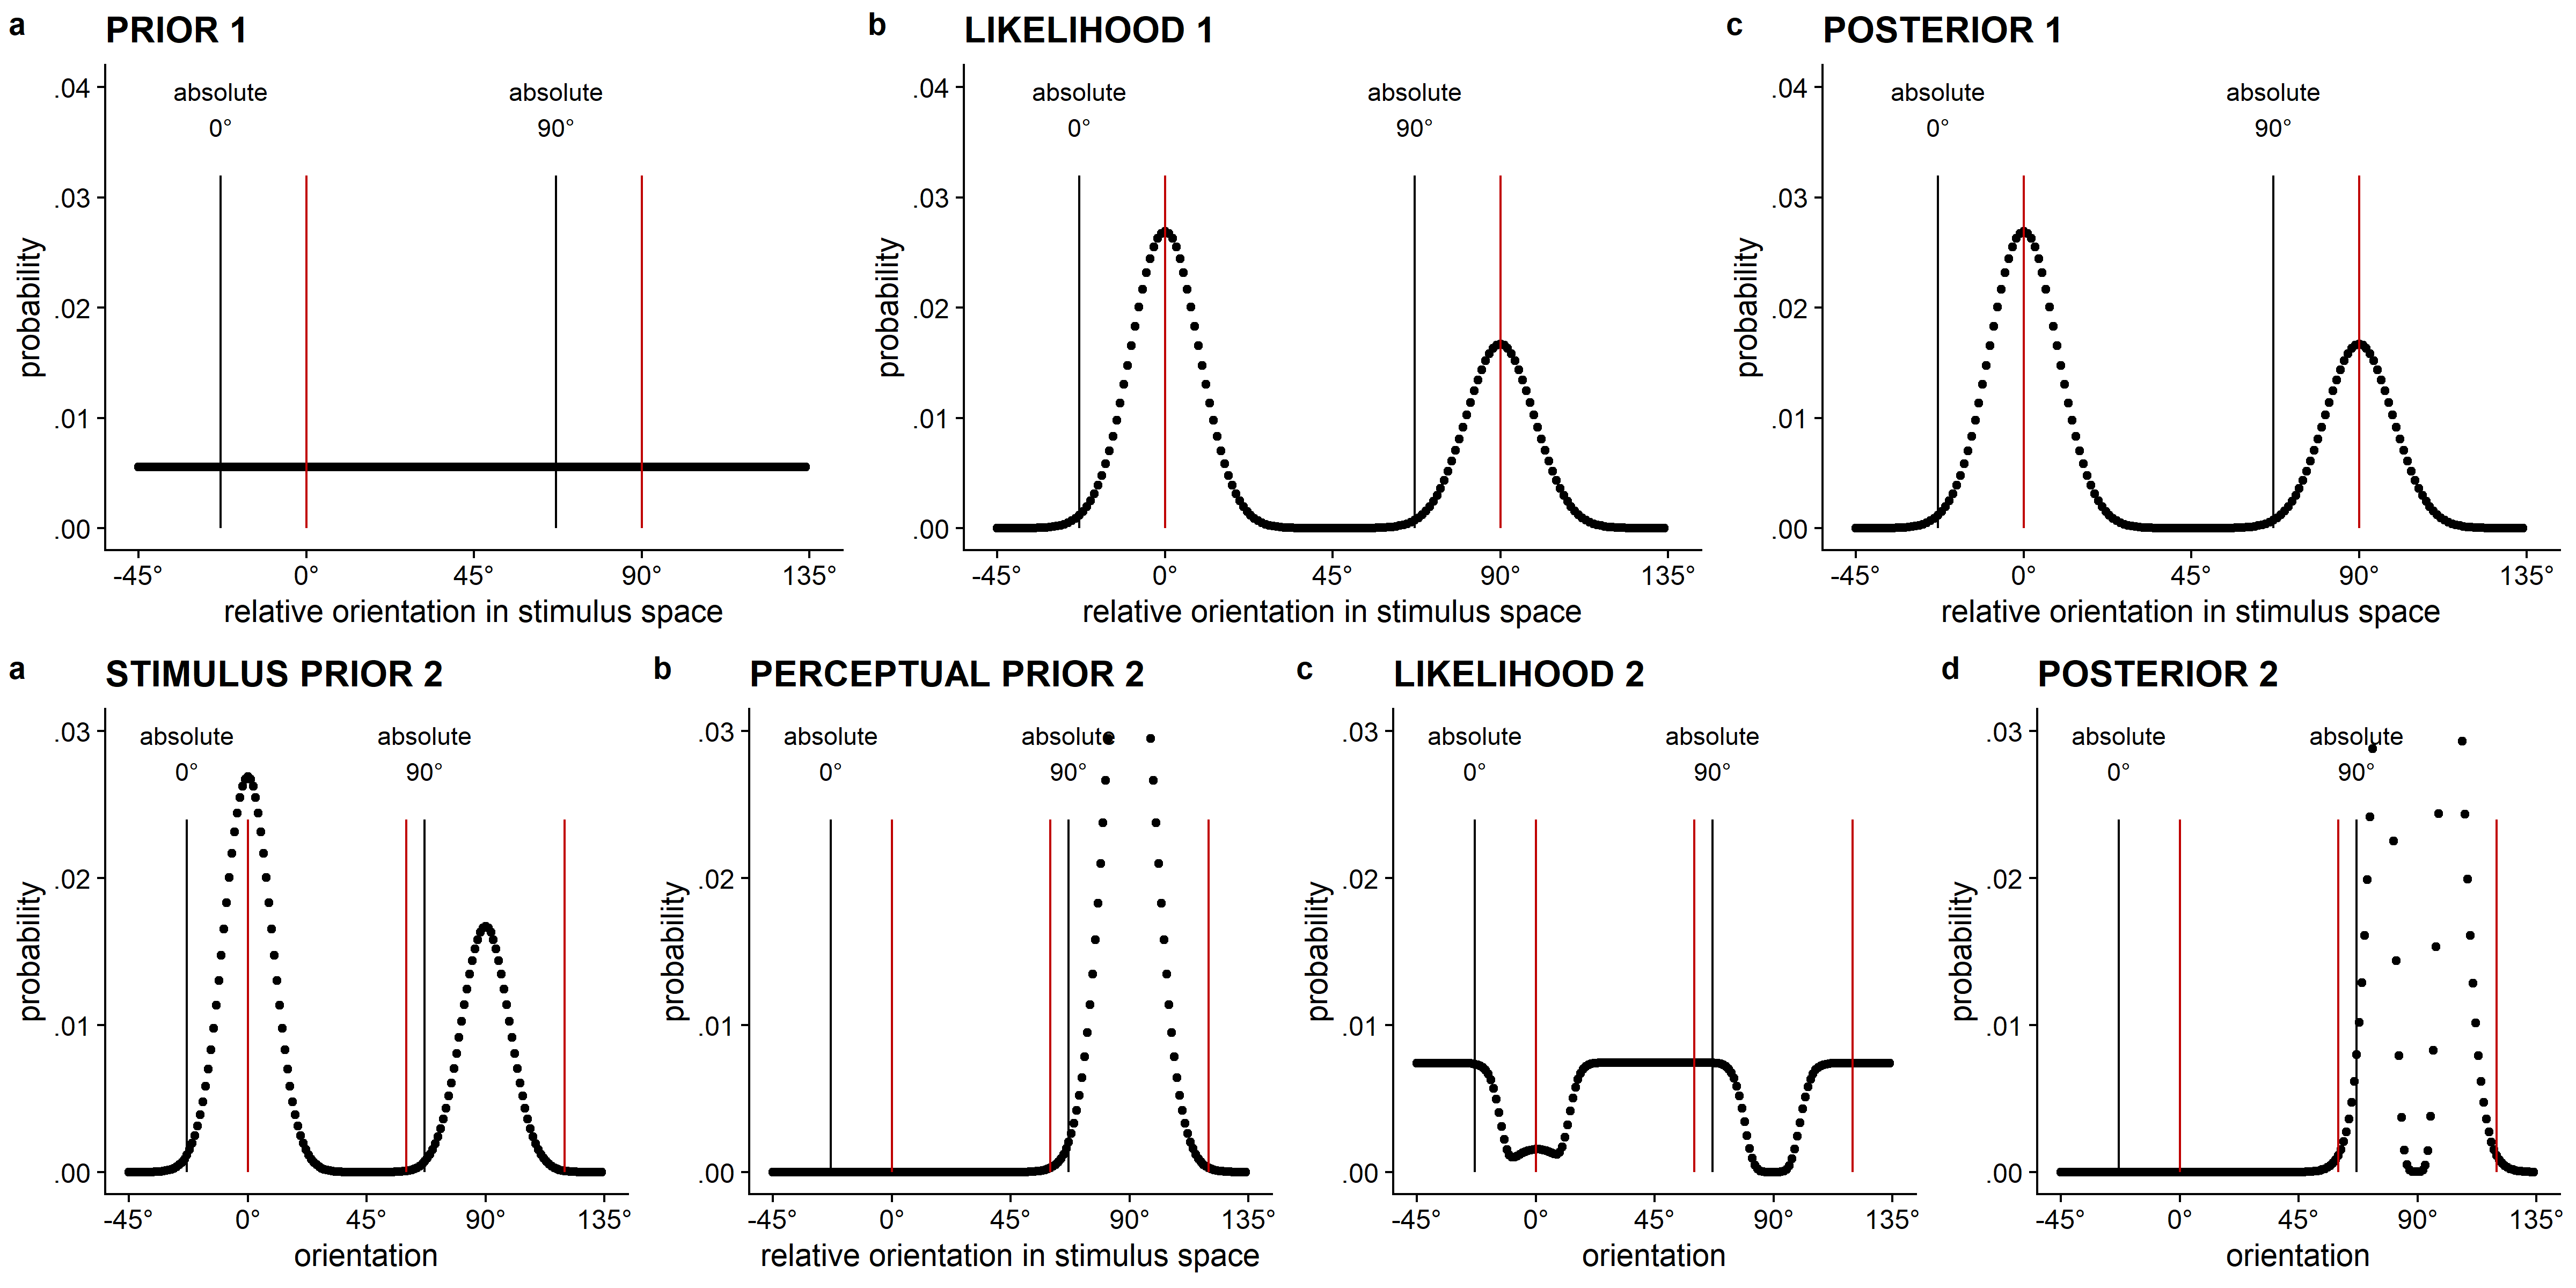 a PRIOR 1
.04
.03
.02
.01
.00
absolute
0°
absolute
90°
probability
-45° 0° 45° 90° 135°
relative orientation in stimulus space
b LIKELIHOOD 1
.04
.03
.02
.01
.00
absolute
0°
absolute
90°
probability
-45° 0° 45° 90° 135°
relative orientation in stimulus space
c POSTERIOR 1
.04
.03
.02
.01
.00
absolute
0°
absolute
90°
probability
-45° 0° 45° 90° 135°
relative orientation in stimulus space
a STIMULUS PRIOR 2
.03
.02
.01
.00
absolute
0°
absolute
90°
probability
-45° 0° 45° 90° 135°
orientation
b PERCEPTUAL PRIOR 2
.03
.02
.01
.00
absolute
0°
absolute
90°
probability
-45° 0° 45° 90° 135°
relative orientation in stimulus space
c LIKELIHOOD 2
.03
.02
.01
.00
absolute
0°
absolute
90°
probability
-45° 0° 45° 90° 135°
orientation
d POSTERIOR 2
.03
.02
.01
.00
absolute
0°
absolute
90°
probability
-45° 0° 45° 90° 135°
orientation